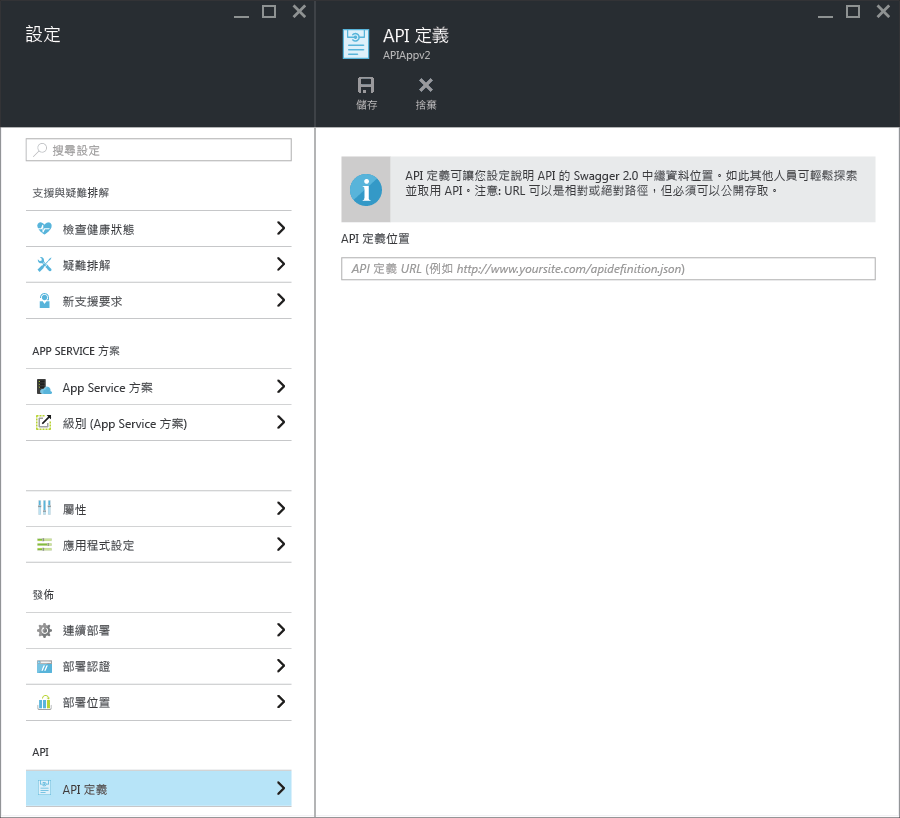 設定
搜尋設定
支援與疑難排解
檢查健康狀態
疑難排解
新支援要求
APP SERVICE 方案
App Service 方案
級別 (App Service 方案)
屬性
應用程式設定
發佈
連續部署
部署認證
部署位置
API
API 定義
API 定義
APIAppv2
儲存
捨棄
API 定義可讓您設定說明 API 的 Swagger 2.0 中繼資料位置。如此其他人員可輕鬆探索
並取用 API。注意: URL 可以是相對或絕對路徑，但必須可以公開存取。
API 定義位置
API 定義 URL (例如 http://www.yoursite.com/apidefinition.json)